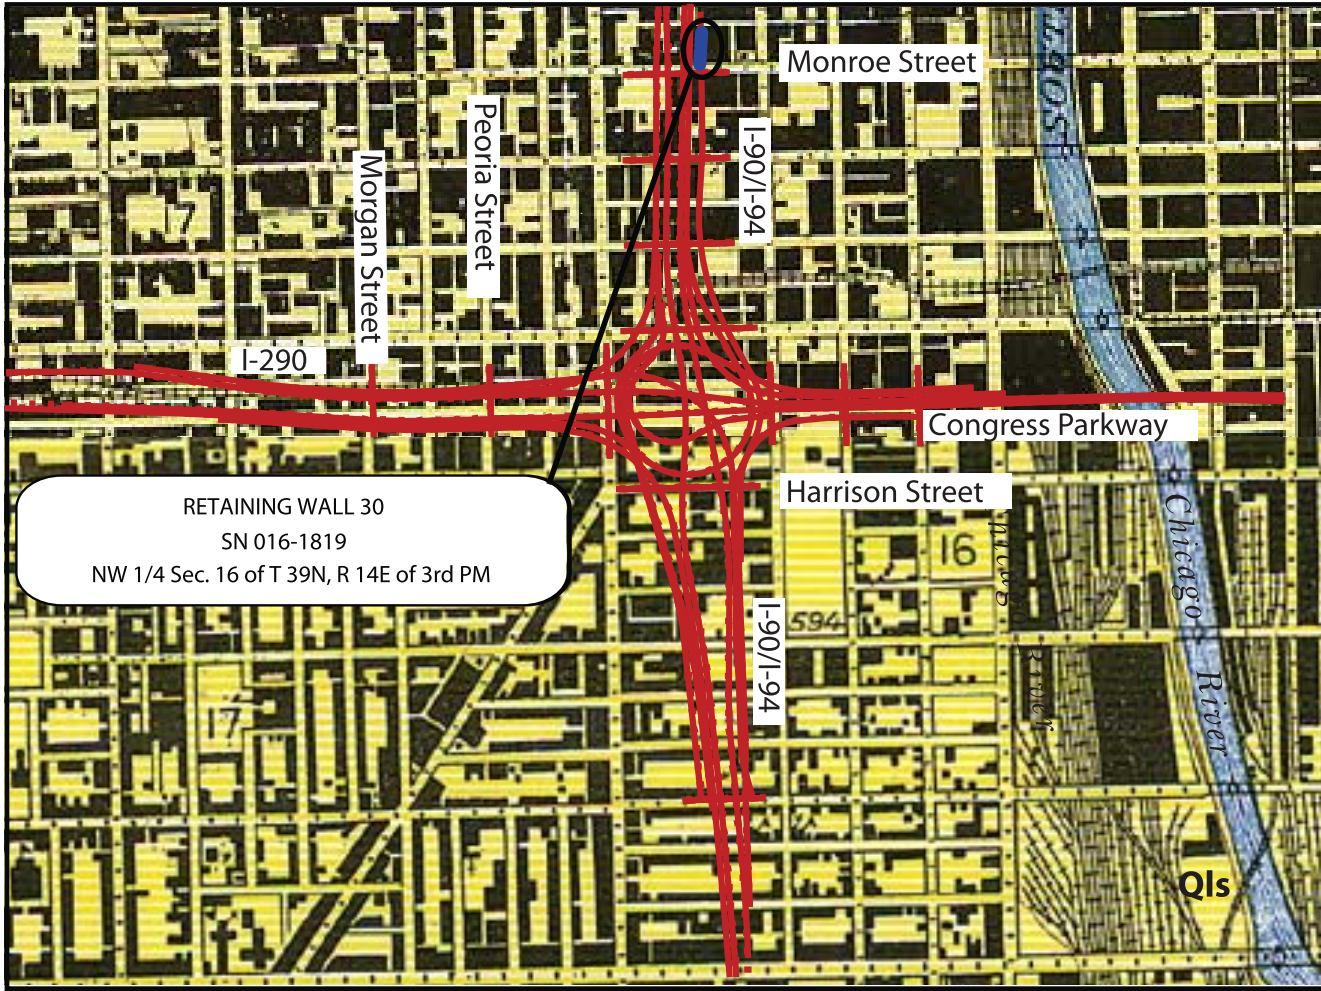 Monroe Street
Peoria Street
I-90/I-94
Morgan Street
17
I-290
Congress Parkway
Harrison Street
RETAINING WALL 30
SN 016-1819
NW 1/4 Sec. 16 of T 39N, R 14E of 3rd PM
16
Chicago River
594
I-90/I-94
River
17
Qls